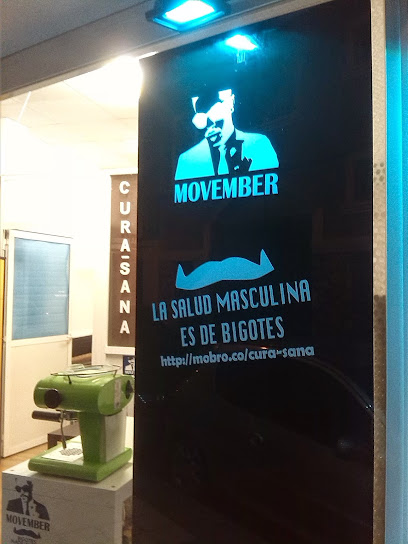 MOVEMBER
CURA-SANA
LA SALUD MASCULINA
ES DE BIGOTES
http://mobro.co/cura-sana
MOVEMBER